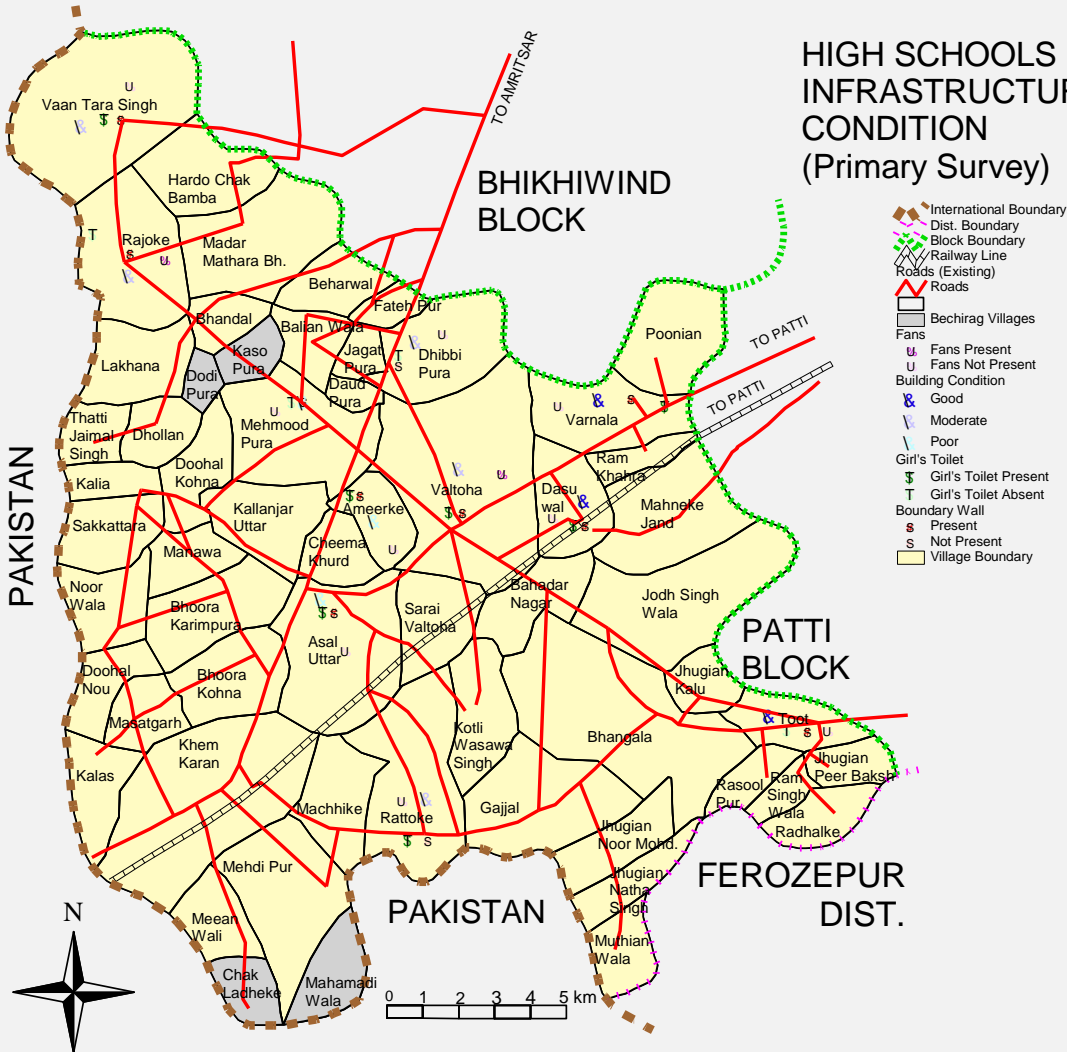 HIGH SCHOOLS
INFRASTRUCTUR
CONDITION
(Primary Survey)
International Boundary
Dist. Boundary
Block Boundary
Railway Line
Roads (Existing)
Roads
Bechirag Villages
Fans
Fans Present
Fans Not Present
Building Condition
Good
Moderate
Poor
Girl's Toilet
Girl's Toilet Present
Girl's Toilet Absent
Boundary Wall
Present
Not Present
Village Boundary
TO AMRITSAR
BHIKHIWIND
BLOCK
Vaan Tara Singh
Hardo Chak
Bamba
Rajoke
Madar
Mathara Bh.
Beharwal
Fateh Pur
Bhandal
Balian Wala
Poonian
TO PATTI
TO PATTI
Lakhana
Kaso
Pura
Dodi
Pura
Jagat
Pura
Daud
Pura
Dhibbi
Pura
Thatti
Jaimal
Singh
Dhollan
Mehmood
Pura
Varnala
Doohal
Kohna
Kalia
Ram
Khahra
Valtoha
Dasu
wal
Mahneke
Jand
PAKISTAN
Sakkattara
Kallanjar
Uttar
Ameerke
Cheema
Khurd
Manawa
Noor
Wala
Bhoora
Karimpura
Sarai
Valtoha
Bahadar
Nagar
Jodh Singh
Wala
PATTI
BLOCK
Asal
Uttar
Doohal
Nou
Bhoora
Kohna
Jhugian
Kalu
Masatgarh
Khem
Karan
Kotli
Wasawa
Singh
Bhangala
Toot
Kalas
Jhugian
Peer Baksh
Rasool
Pur
Ram
Singh
Wala
Radhalke
Machhike
Rattoke
Gajjal
Jhugian
Noor Mohd.
Mehdi Pur
Jhugian
Natha
Singh
FEROZEPUR
DIST.
Meean
Wali
PAKISTAN
Muthian
Wala
Chak
Ladheke
Mahamadi
Wala
N
0 1 2 3 4 5 km